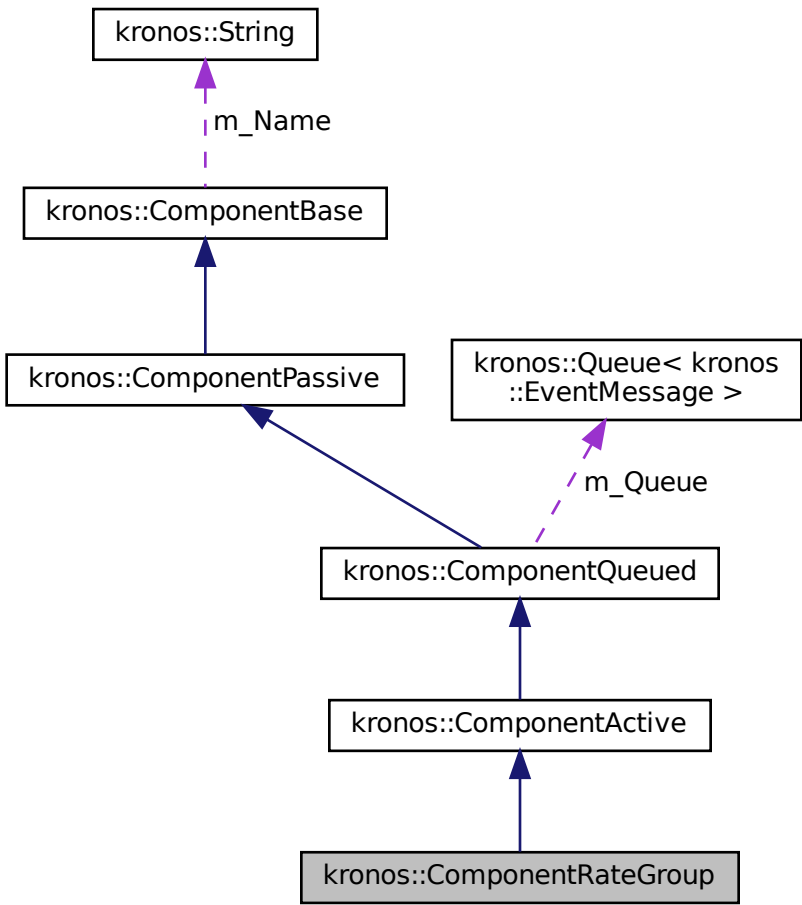 kronos::String
m_Name
kronos::ComponentBase
kronos::ComponentPassive
kronos::Queue< kronos
::EventMessage >
m_Queue
kronos::ComponentQueued
kronos::ComponentActive
kronos::ComponentRateGroup